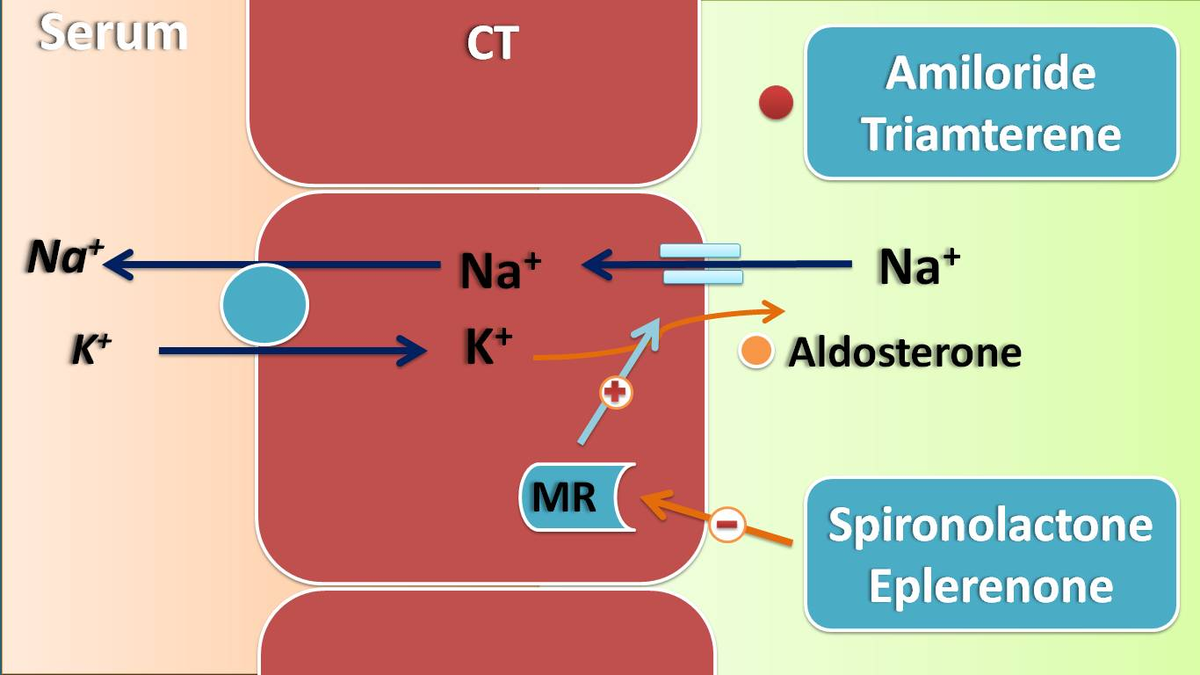 Serum
CT
Amiloride
Triamterene
Na⁺
Na⁺
Na⁺
K⁺
K⁺
Aldosterone
+
MR
−
Spironolactone
Eplerenone